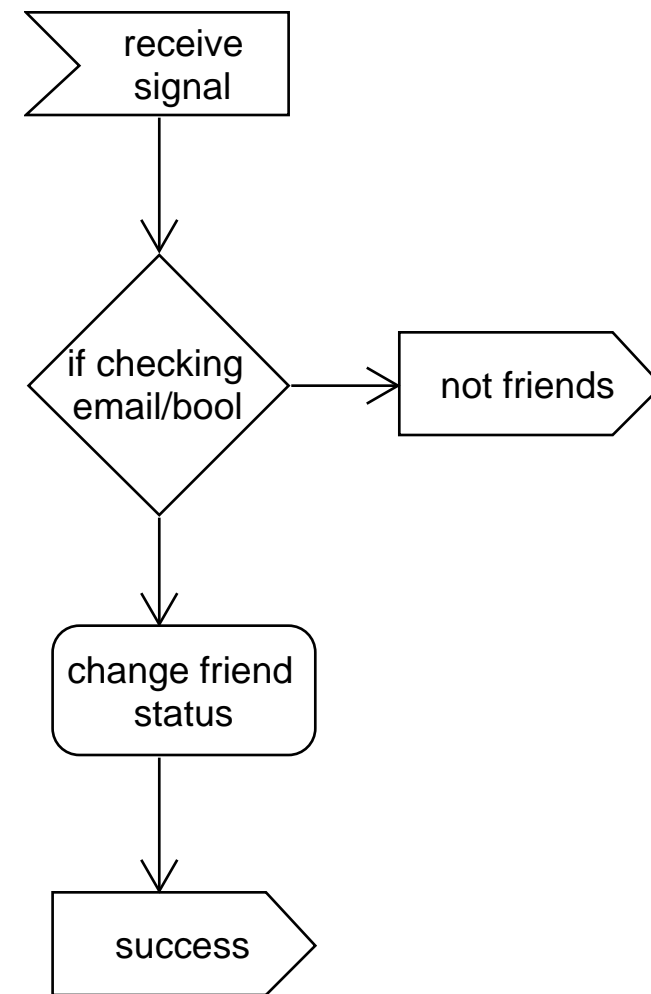 receive
signal
if checking
email/bool
not friends
change friend
status
success